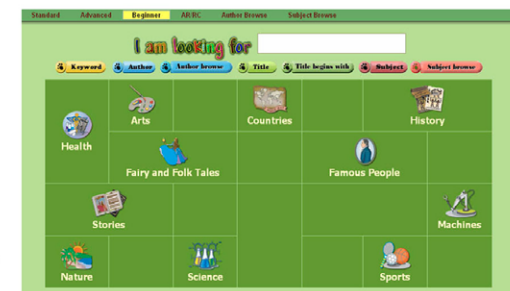 Standard Advanced Beginner AR/RC Author Browse Subject Browse
I am looking for
Keyword Author Author browse Title Title begins with Subject Subject browse
Health Arts Countries History
Fairy and Folk Tales Famous People
Stories Machines
Nature Science Sports